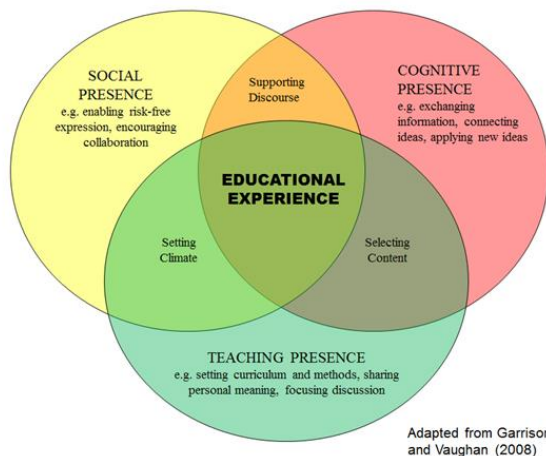 SOCIAL
PRESENCE
e.g. enabling risk-free
expression, encouraging
collaboration
Supporting
Discourse
COGNITIVE
PRESENCE
e.g. exchanging
information, connecting
ideas, applying new ideas
EDUCATIONAL
EXPERIENCE
Setting
Climate
Selecting
Content
TEACHING PRESENCE
e.g. setting curriculum and methods, sharing
personal meaning, focusing discussion
Adapted from Garrison
and Vaughan (2008)